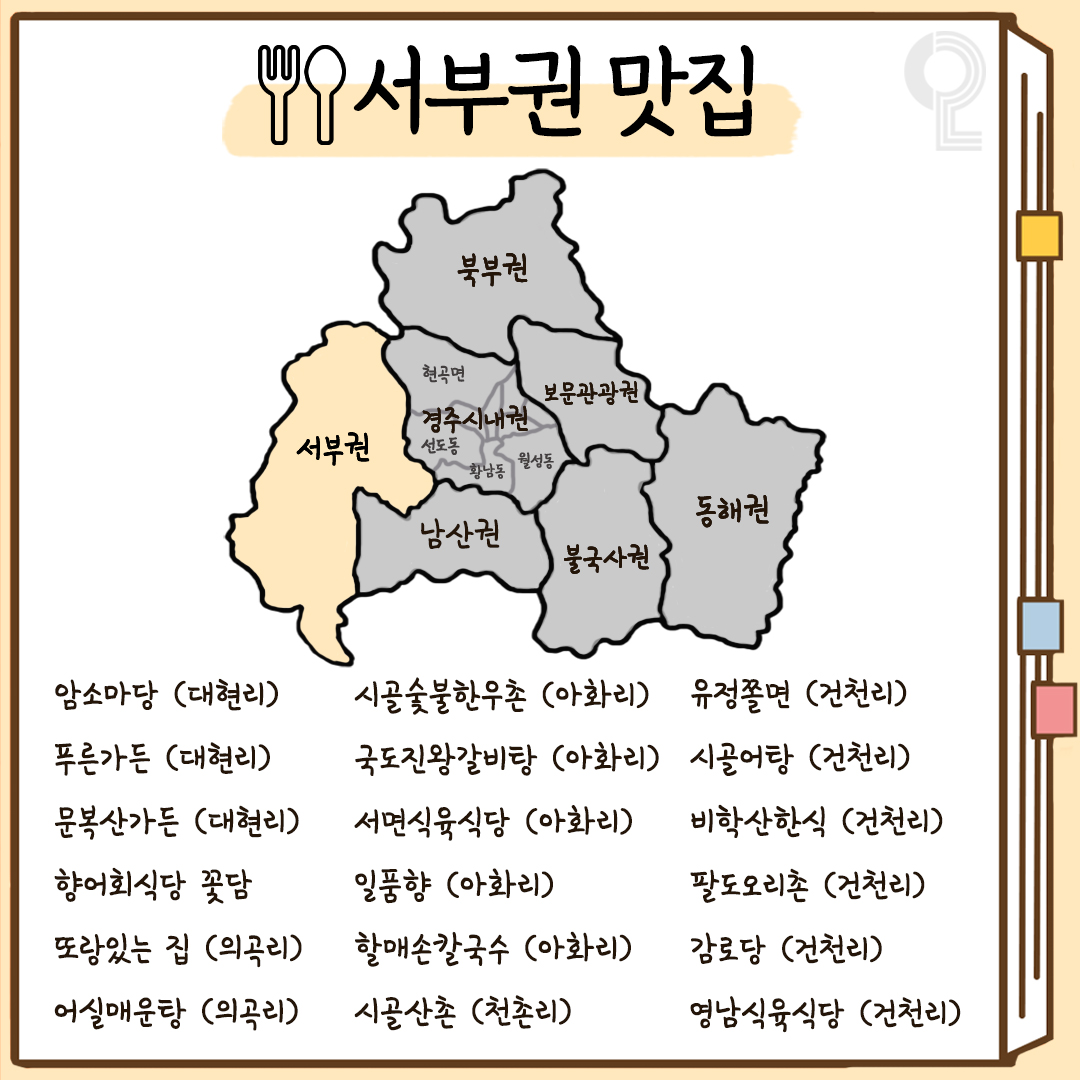 서부권 맛집
북부권
현곡면
보문관광권
경주시내권
서부권
선도동
황남동
월성동
남산권
동해권
불국사권
암소마당 (대현리)
푸른가든 (대현리)
문복산가든 (대현리)
향어회식당 꽃담
또랑있는 집 (의곡리)
어실매운탕 (의곡리)
시골숯불한우촌 (아화리)
국도진왕갈비탕 (아화리)
서면식육식당 (아화리)
일품향 (아화리)
할매손칼국수 (아화리)
시골산촌 (천촌리)
유정쫄면 (건천리)
시골어탕 (건천리)
비학산한식 (건천리)
팔도오리촌 (건천리)
감로당 (건천리)
영남식육식당 (건천리)